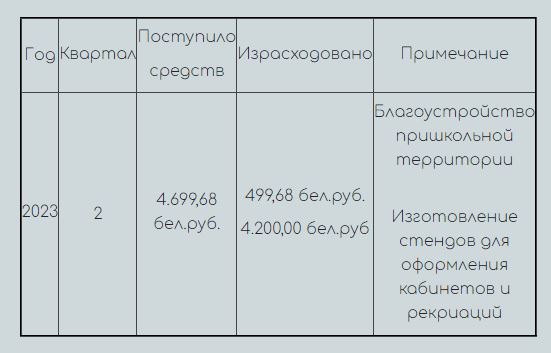 Год
Квартал
Поступило
средств
Израсходовано
Примечание
2023
2
4.699,68
бел.руб.
499,68 бел.руб.
4.200,00 бел.руб
Благоустройство
пришкольной
территории
Изготовление
стендов для
оформления
кабинетов и
рекриаций